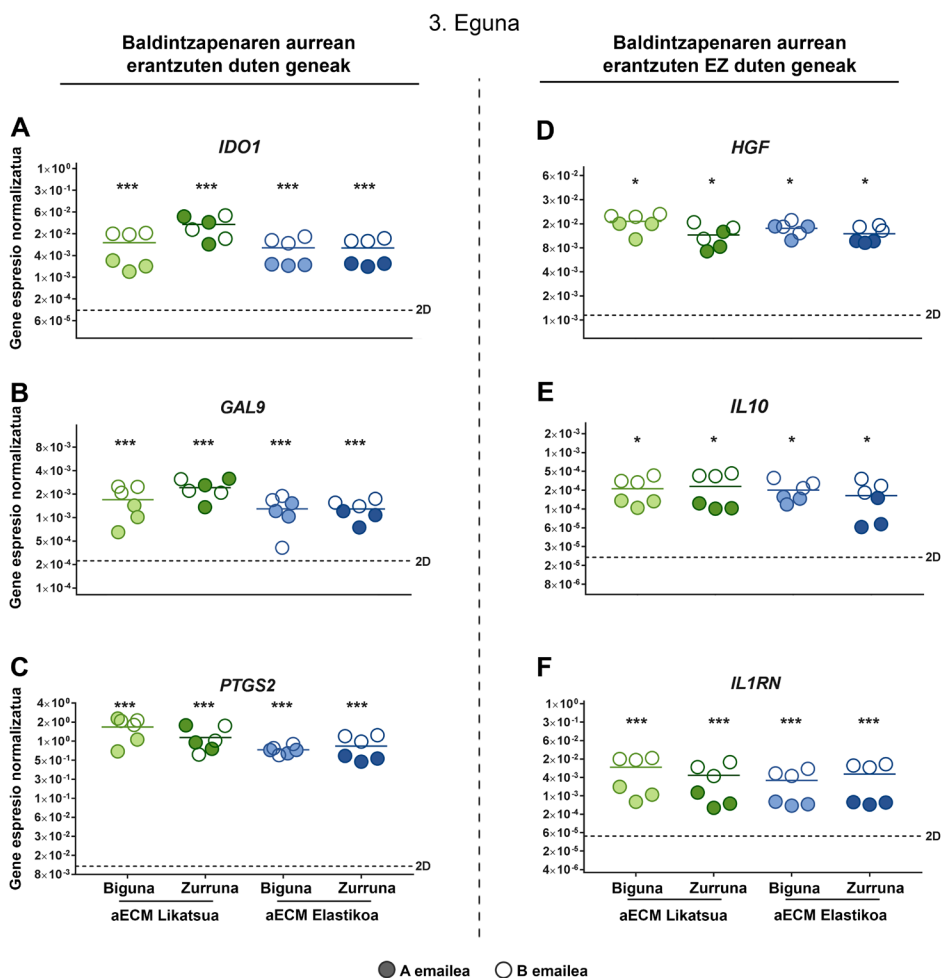 3. Eguna
Baldintzapenaren aurrean
erantzuten duten geneak
Baldintzapenaren aurrean
erantzuten EZ duten geneak
A
IDO1
Gene espresio normalizatua
1×10⁰
3×10⁻¹
6×10⁻²
2×10⁻²
4×10⁻³
1×10⁻³
2×10⁻⁴
6×10⁻⁵
*** *** *** ***
2D
B
GAL9
Gene espresio normalizatua
8×10⁻³
4×10⁻³
2×10⁻³
1×10⁻³
5×10⁻⁴
2×10⁻⁴
1×10⁻⁴
*** *** *** ***
2D
C
PTGS2
Gene espresio normalizatua
4×10⁰
2×10⁰
1×10⁰
5×10⁻¹
1×10⁻¹
6×10⁻²
3×10⁻²
2×10⁻²
8×10⁻³
*** *** *** ***
2D
Biguna Zurruna Biguna Zurruna
aECM Likatsua aECM Elastikoa
D
HGF
6×10⁻²
2×10⁻²
8×10⁻³
4×10⁻³
2×10⁻³
1×10⁻³
* * * *
2D
E
IL10
2×10⁻³
1×10⁻³
5×10⁻⁴
2×10⁻⁴
1×10⁻⁴
6×10⁻⁵
3×10⁻⁵
2×10⁻⁵
8×10⁻⁶
* * * *
2D
F
IL1RN
1×10⁰
3×10⁻¹
6×10⁻²
2×10⁻²
4×10⁻³
1×10⁻³
2×10⁻⁴
6×10⁻⁵
2×10⁻⁵
4×10⁻⁶
*** *** *** ***
2D
Biguna Zurruna Biguna Zurruna
aECM Likatsua aECM Elastikoa
A emailea B emailea